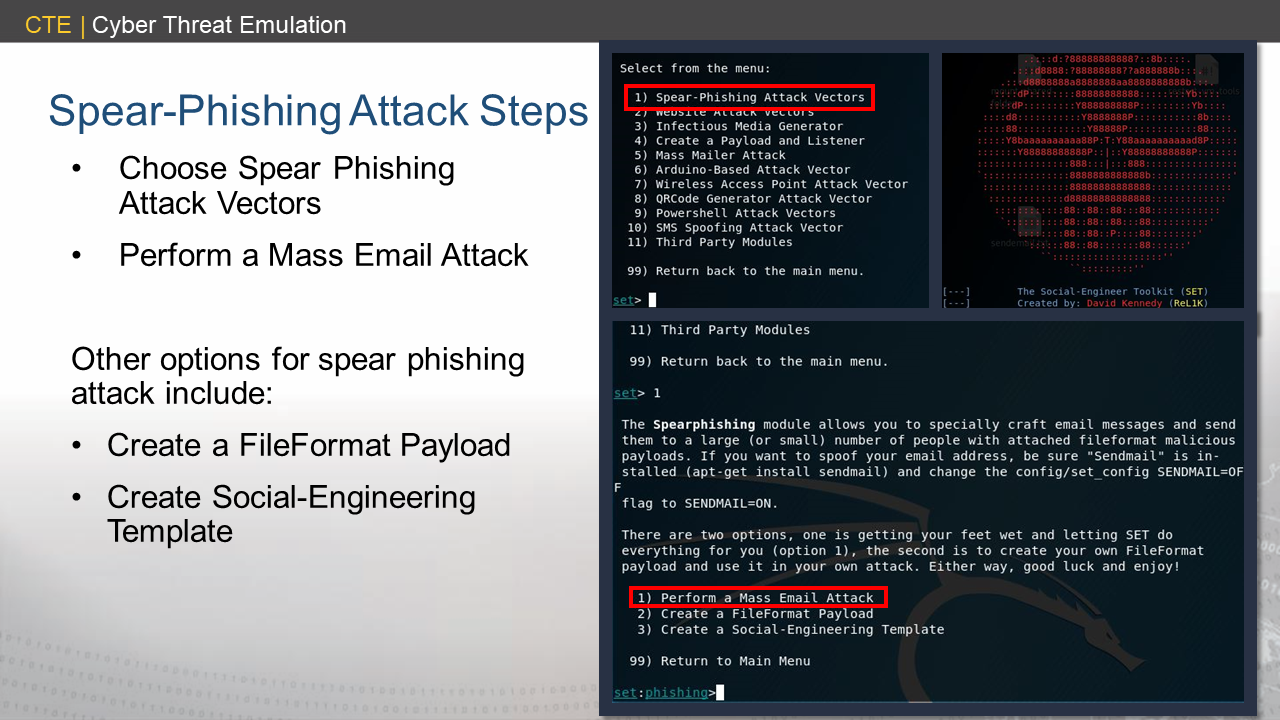 CTE | Cyber Threat Emulation
Spear-Phishing Attack Steps
• Choose Spear Phishing
Attack Vectors
• Perform a Mass Email Attack
Other options for spear phishing
attack include:
• Create a FileFormat Payload
• Create Social-Engineering
Template
Select from the menu:
1) Spear-Phishing Attack Vectors
2) Website Attack Vectors
3) Infectious Media Generator
4) Create a Payload and Listener
5) Mass Mailer Attack
6) Arduino-Based Attack Vector
7) Wireless Access Point Attack Vector
8) QRCode Generator Attack Vector
9) Powershell Attack Vectors
10) SMS Spoofing Attack Vector
11) Third Party Modules
99) Return back to the main menu.
set>
[---] The Social-Engineer Toolkit (SET)
[---] Created by: David Kennedy (ReL1K)
11) Third Party Modules
99) Return back to the main menu.
set> 1
The Spearphishing module allows you to specially craft email messages and send
them to a large (or small) number of people with attached fileformat malicious
payloads. If you want to spoof your email address, be sure "Sendmail" is in-
stalled (apt-get install sendmail) and change the config/set_config SENDMAIL=OF
F
flag to SENDMAIL=ON.
There are two options, one is getting your feet wet and letting SET do
everything for you (option 1), the second is to create your own FileFormat
payload and use it in your own attack. Either way, good luck and enjoy!
1) Perform a Mass Email Attack
2) Create a FileFormat Payload
3) Create a Social-Engineering Template
99) Return to Main Menu
set:phishing>